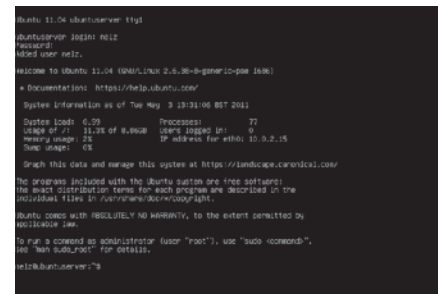 Ubuntu 11.04 ubuntuserver tty1
ubuntuserver login: nelz
Password:
Added user nelz.
Welcome to Ubuntu 11.04 (GNU/Linux 2.6.38-8-generic-pae i686)
* Documentation: https://help.ubuntu.com/
System information as of Tue May 3 13:31:06 BST 2011
System load: 0.99 Processes: 77
Usage of /: 11.3% of 8.86GB Users logged in: 0
Memory usage: 2% IP address for eth0: 10.0.2.15
Swap usage: 0%
Graph this data and manage this system at https://landscape.canonical.com/
The programs included with the Ubuntu system are free software;
the exact distribution terms for each program are described in the
individual files in /usr/share/doc/*/copyright.
Ubuntu comes with ABSOLUTELY NO WARRANTY, to the extent permitted by
applicable law.
To run a command as administrator (user "root"), use "sudo <command>".
See "man sudo_root" for details.
nelz@ubuntuserver:~$